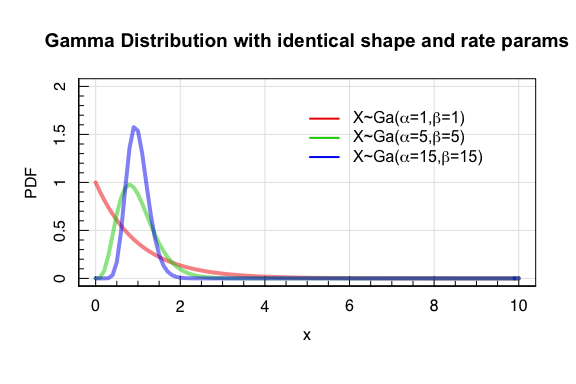 Gamma Distribution with identical shape and rate params
2
1.5
1
0.5
0
PDF
X~Ga(α=1,β=1)
X~Ga(α=5,β=5)
X~Ga(α=15,β=15)
0 2 4 6 8 10
x